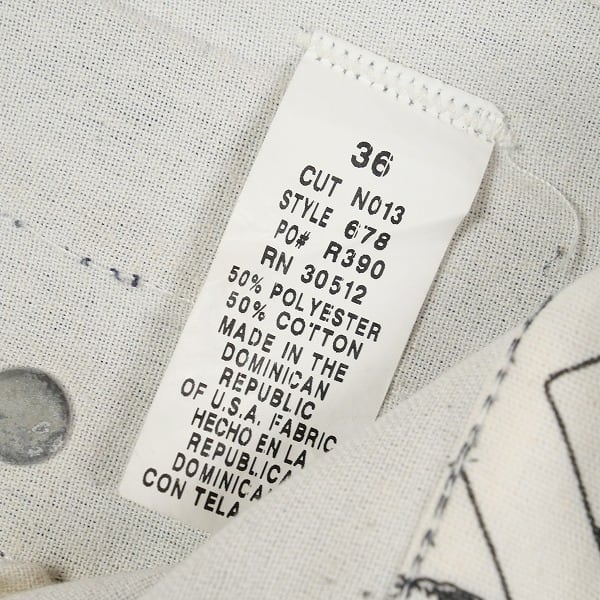 36
CUT N013
STYLE 678
PO# R390
RN 30512
50% POLYESTER
50% COTTON
MADE IN THE
DOMINICAN
REPUBLIC
OF U.S.A. FABRIC
HECHO EN LA
REPUBLICA
DOMINICA
CON TELA